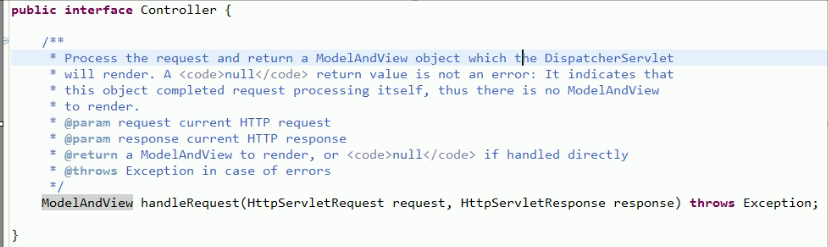 public interface Controller {
/**
* Process the request and return a ModelAndView object which the DispatcherServlet
* will render. A <code>null</code> return value is not an error: It indicates that
* this object completed request processing itself, thus there is no ModelAndView
* to render.
* @param request current HTTP request
* @param response current HTTP response
* @return a ModelAndView to render, or <code>null</code> if handled directly
* @throws Exception in case of errors
*/
ModelAndView handleRequest(HttpServletRequest request, HttpServletResponse response) throws Exception;
}